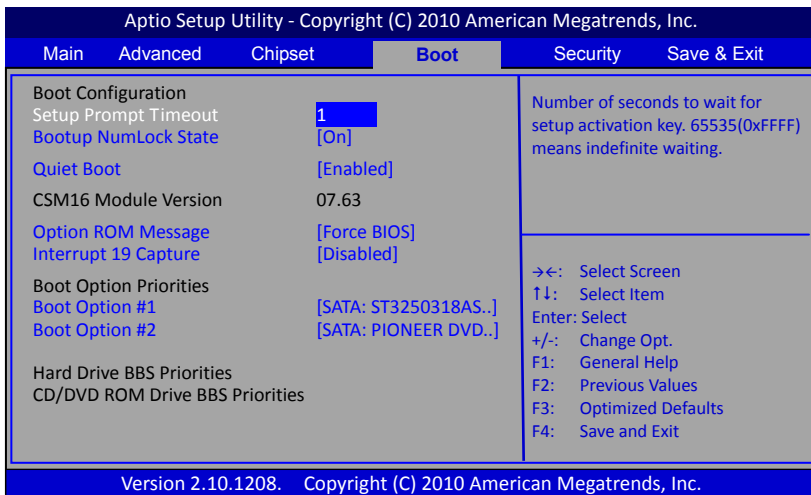 Aptio Setup Utility - Copyright (C) 2010 American Megatrends, Inc.
Main Advanced Chipset Boot Security Save & Exit
Boot Configuration
Setup Prompt Timeout 1
Bootup NumLock State [On]
Quiet Boot [Enabled]
CSM16 Module Version 07.63
Option ROM Message [Force BIOS]
Interrupt 19 Capture [Disabled]
Boot Option Priorities
Boot Option #1 [SATA: ST3250318AS..]
Boot Option #2 [SATA: PIONEER DVD..]
Hard Drive BBS Priorities
CD/DVD ROM Drive BBS Priorities
Number of seconds to wait for
setup activation key. 65535(0xFFFF)
means indefinite waiting.
→←: Select Screen
↑↓: Select Item
Enter: Select
+/-: Change Opt.
F1: General Help
F2: Previous Values
F3: Optimized Defaults
F4: Save and Exit
Version 2.10.1208. Copyright (C) 2010 American Megatrends, Inc.